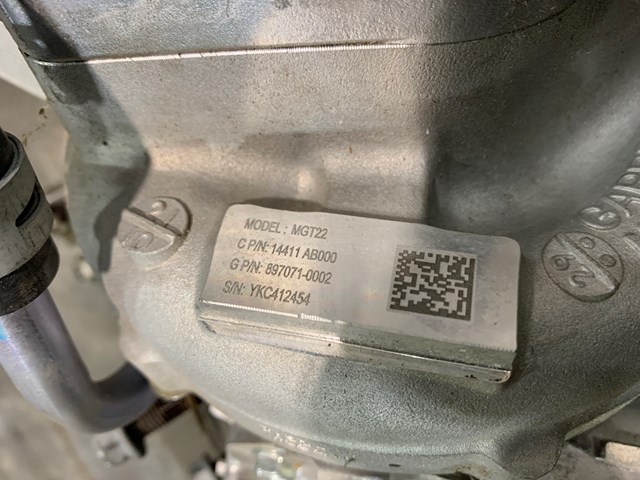 MODEL: MGT22
C P/N: 14411 AB000
G P/N: 897071-0002
S/N: YKC412454